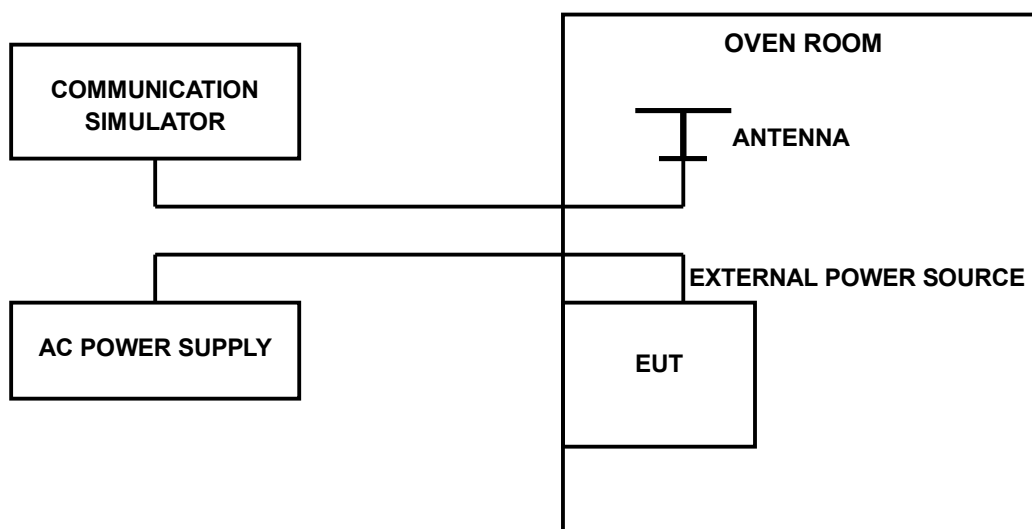 OVEN ROOM
COMMUNICATION
SIMULATOR
ANTENNA
EXTERNAL POWER SOURCE
AC POWER SUPPLY
EUT